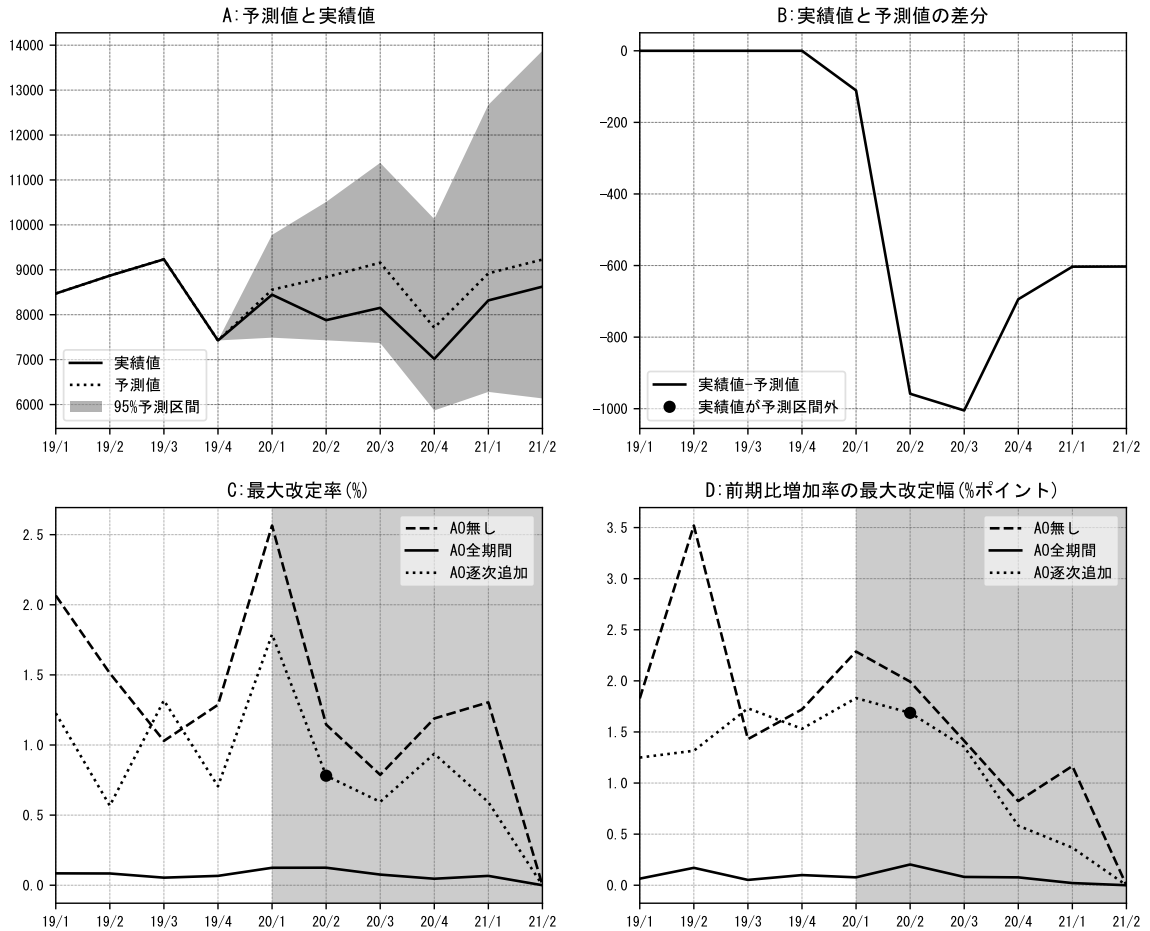 A:予測値と実績値
14000
13000
12000
11000
10000
9000
8000
7000
6000
実績値
予測値
95%予測区間
19/1 19/2 19/3 19/4 20/1 20/2 20/3 20/4 21/1 21/2
B:実績値と予測値の差分
0
−200
−400
−600
−800
−1000
実績値−予測値
実績値が予測区間外
19/1 19/2 19/3 19/4 20/1 20/2 20/3 20/4 21/1 21/2
C:最大改定率(%)
2.5
2.0
1.5
1.0
0.5
0.0
AO無し
AO全期間
AO逐次追加
19/1 19/2 19/3 19/4 20/1 20/2 20/3 20/4 21/1 21/2
D:前期比増加率の最大改定幅(%ポイント)
3.5
3.0
2.5
2.0
1.5
1.0
0.5
0.0
AO無し
AO全期間
AO逐次追加
19/1 19/2 19/3 19/4 20/1 20/2 20/3 20/4 21/1 21/2